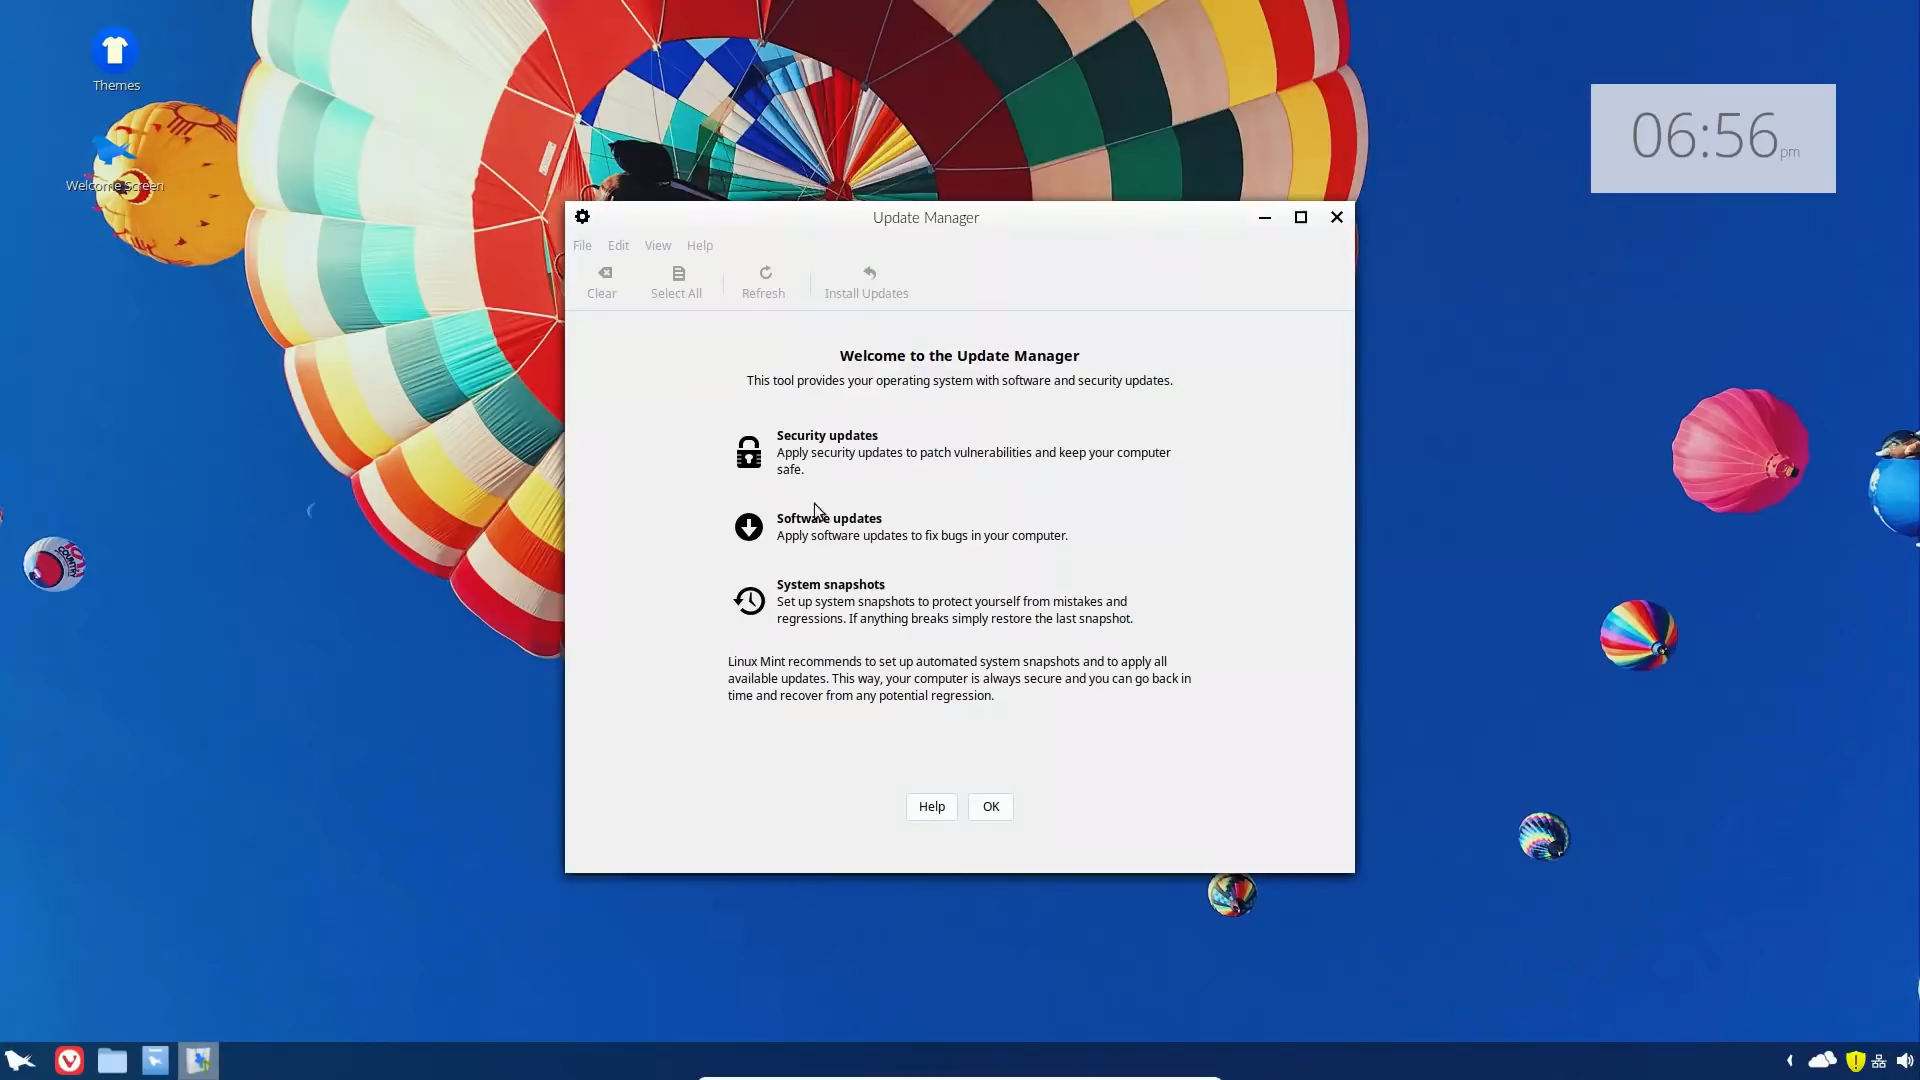 Themes
Welcome Screen
06:56 pm
Update Manager
File Edit View Help
Clear Select All Refresh Install Updates
Welcome to the Update Manager
This tool provides your operating system with software and security updates.
Security updates
Apply security updates to patch vulnerabilities and keep your computer
safe.
Software updates
Apply software updates to fix bugs in your computer.
System snapshots
Set up system snapshots to protect yourself from mistakes and
regressions. If anything breaks simply restore the last snapshot.
Linux Mint recommends to set up automated system snapshots and to apply all
available updates. This way, your computer is always secure and you can go back in
time and recover from any potential regression.
Help OK
COUNTRY